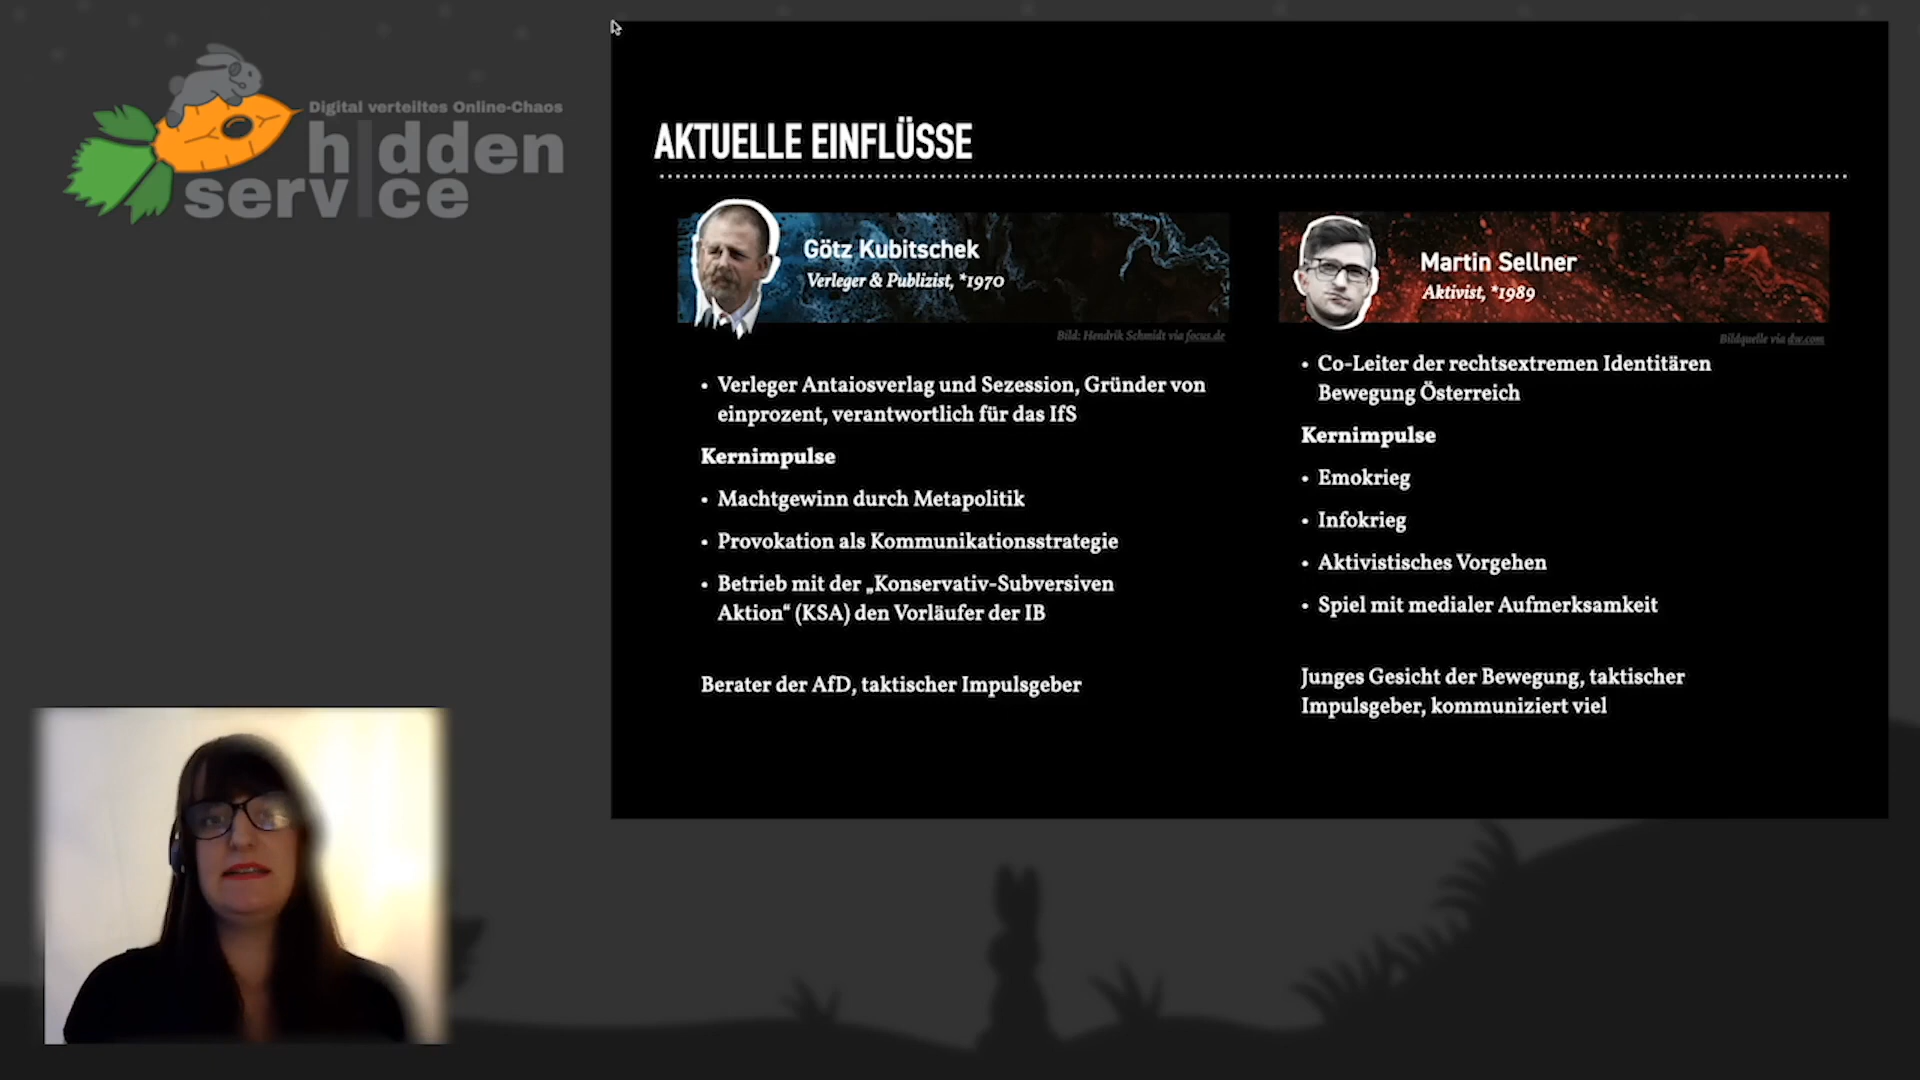 Digital verteiltes Online-Chaos
h|dden
serv|ce
AKTUELLE EINFLÜSSE
Götz Kubitschek
Verleger & Publizist, *1970
Bild: Hendrik Schmidt via focus.de
• Verleger Antaiosverlag und Sezession, Gründer von
einprozent, verantwortlich für das IfS
Kernimpulse
• Machtgewinn durch Metapolitik
• Provokation als Kommunikationsstrategie
• Betrieb mit der „Konservativ-Subversiven
Aktion“ (KSA) den Vorläufer der IB
Berater der AfD, taktischer Impulsgeber
Martin Sellner
Aktivist, *1989
Bildquelle via dw.com
• Co-Leiter der rechtsextremen Identitären
Bewegung Österreich
Kernimpulse
• Emokrieg
• Infokrieg
• Aktivistisches Vorgehen
• Spiel mit medialer Aufmerksamkeit
Junges Gesicht der Bewegung, taktischer
Impulsgeber, kommuniziert viel